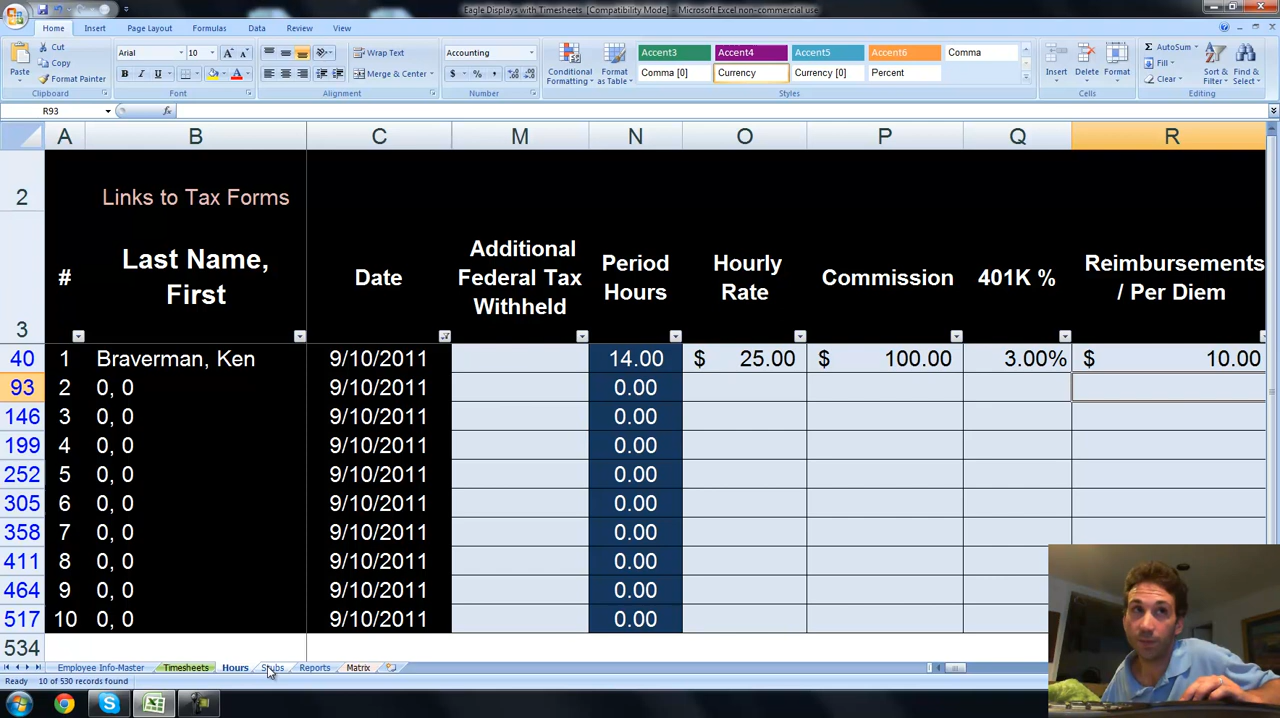 Eagle Displays with Timesheets [Compatibility Mode] - Microsoft Excel non-commercial use
Home Insert Page Layout Formulas Data Review View
Cut
Copy
Format Painter
Paste
Clipboard
Arial 10
B I U
Font
Wrap Text
Merge & Center
Alignment
Accounting
$ % ,
Number
Conditional Formatting
Format as Table
Accent3 Accent4 Accent5 Accent6 Comma
Comma [0] Currency Currency [0] Percent
Styles
Insert Delete Format
Cells
AutoSum
Fill
Clear
Sort & Filter
Find & Select
Editing
R93 fx
A B C M N O P Q R
2 Links to Tax Forms
3 # Last Name, First Date Additional Federal Tax Withheld Period Hours Hourly Rate Commission 401K % Reimbursements / Per Diem
40 1 Braverman, Ken 9/10/2011 14.00 $ 25.00 $ 100.00 3.00% $ 10.00
93 2 0, 0 9/10/2011 0.00
146 3 0, 0 9/10/2011 0.00
199 4 0, 0 9/10/2011 0.00
252 5 0, 0 9/10/2011 0.00
305 6 0, 0 9/10/2011 0.00
358 7 0, 0 9/10/2011 0.00
411 8 0, 0 9/10/2011 0.00
464 9 0, 0 9/10/2011 0.00
517 10 0, 0 9/10/2011 0.00
534
Employee Info-Master Timesheets Hours Stubs Reports Matrix
Ready 10 of 530 records found